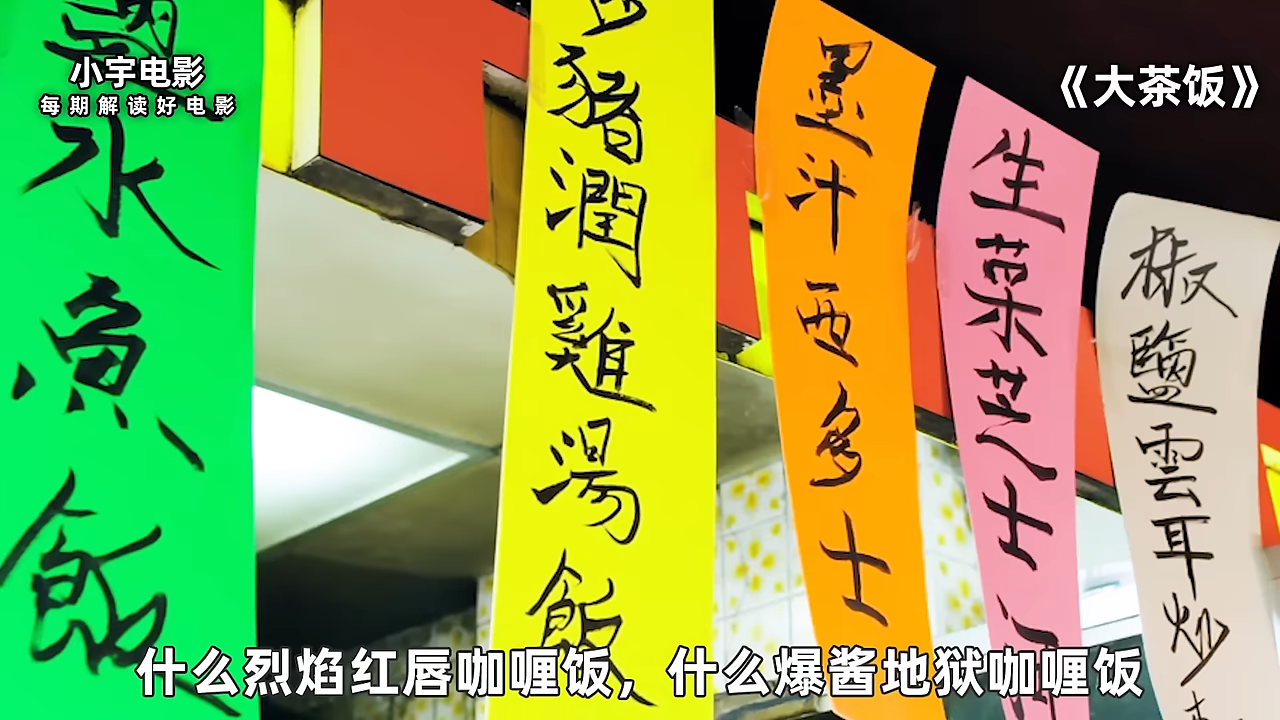 小宇电影
每期解读好电影
《大茶饭》
水魚飯
豬潤雞湯飯
墨汁西多士
生菜芝士
椒鹽雲耳炒
什么烈焰红唇咖喱饭，什么爆酱地狱咖喱饭